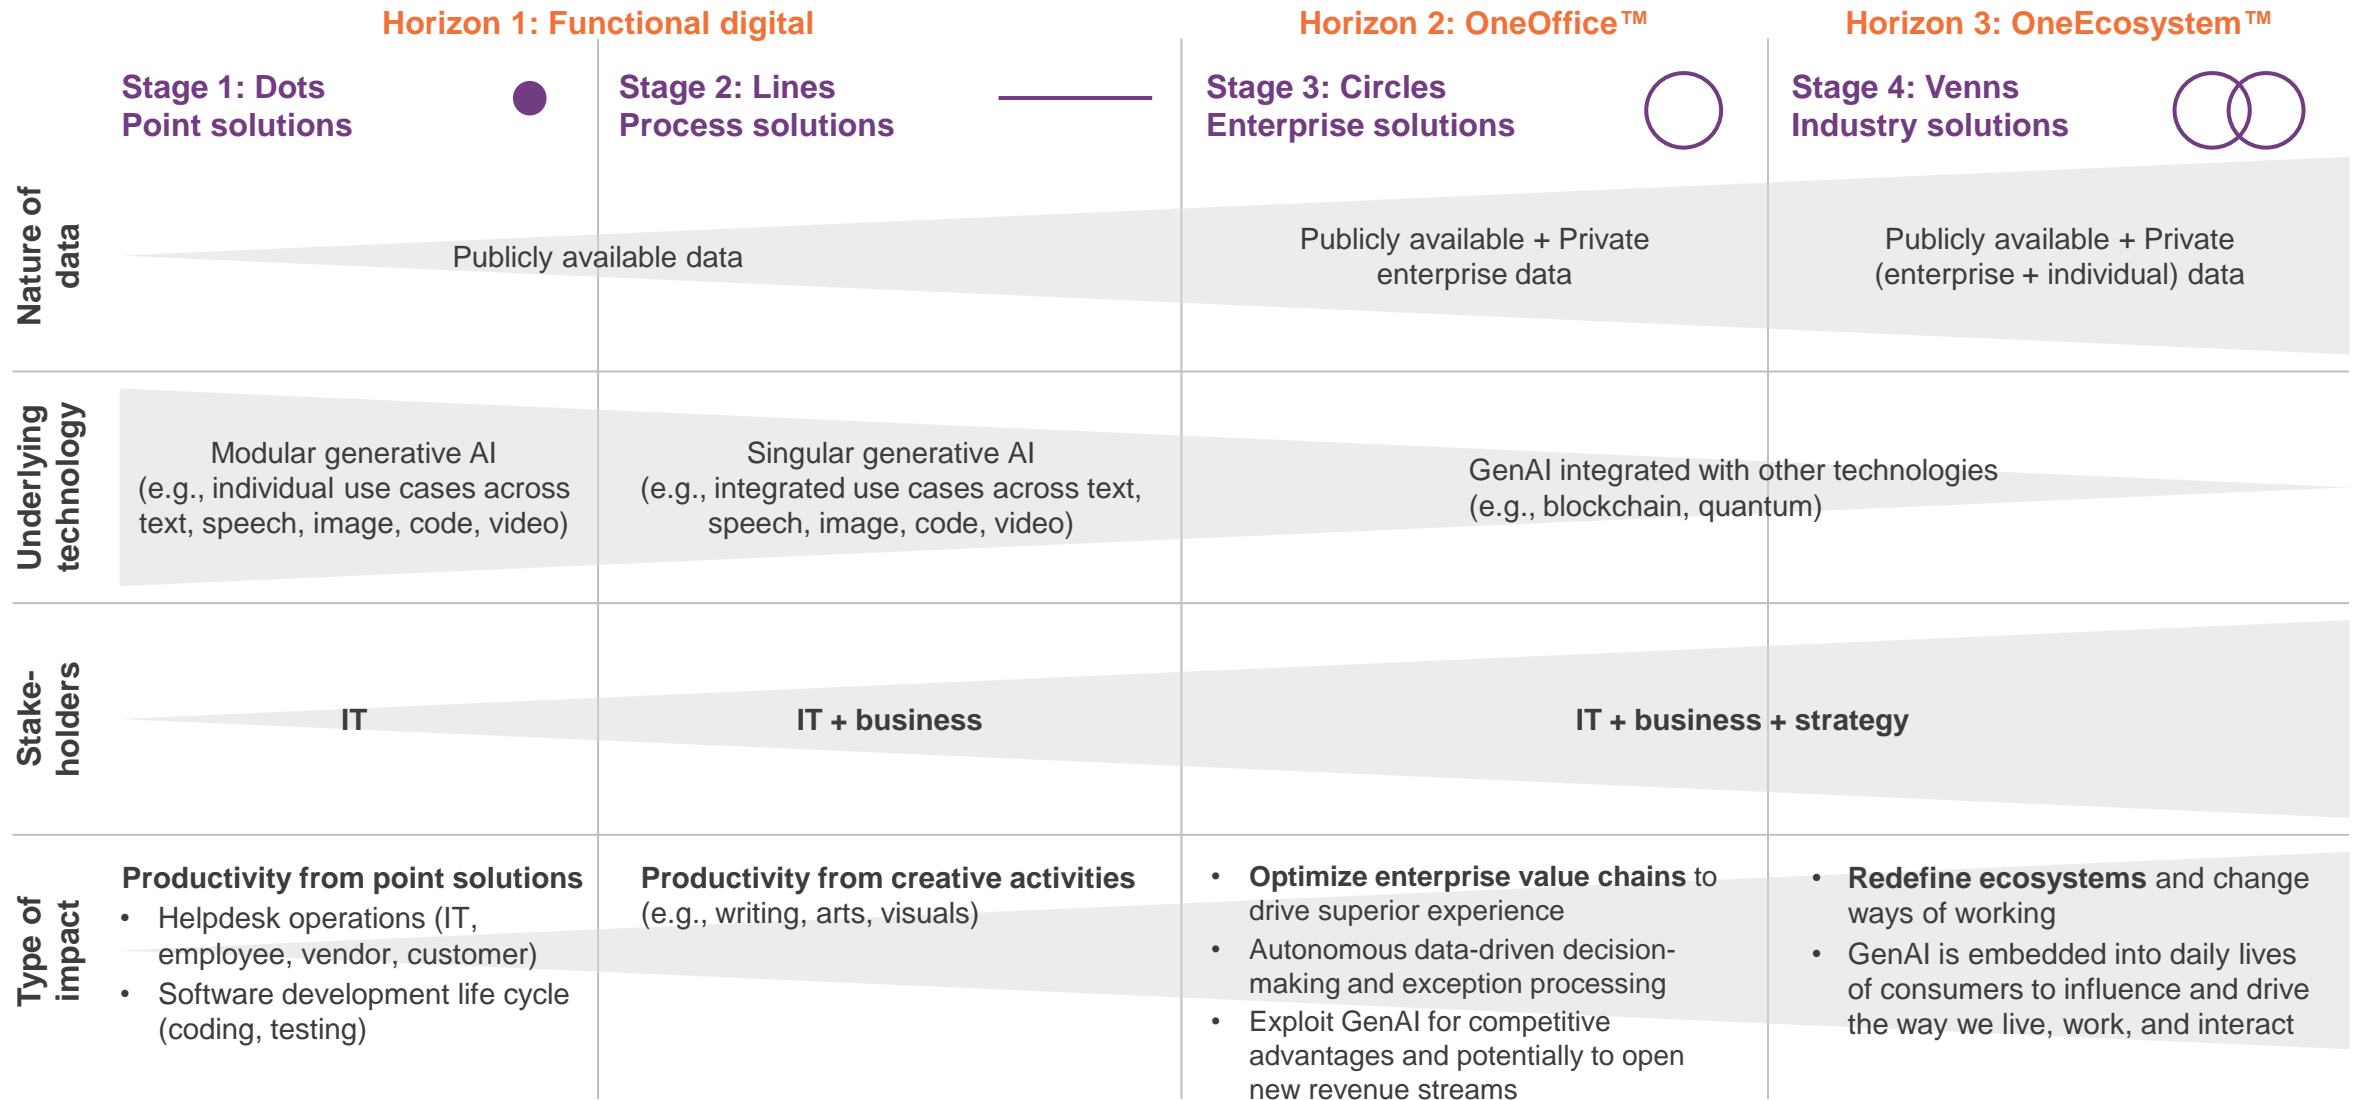 Horizon 1: Functional digital
Horizon 2: OneOffice™
Horizon 3: OneEcosystem™
Stage 1: Dots
Point solutions
Stage 2: Lines
Process solutions
Stage 3: Circles
Enterprise solutions
Stage 4: Venns
Industry solutions
Nature of
data
Publicly available data
Publicly available + Private
enterprise data
Publicly available + Private
(enterprise + individual) data
Underlying
technology
Modular generative AI
(e.g., individual use cases across
text, speech, image, code, video)
Singular generative AI
(e.g., integrated use cases across text,
speech, image, code, video)
GenAI integrated with other technologies
(e.g., blockchain, quantum)
Stake-
holders
IT
IT + business
IT + business + strategy
Type of
impact
Productivity from point solutions
• Helpdesk operations (IT,
employee, vendor, customer)
• Software development life cycle
(coding, testing)
Productivity from creative activities
(e.g., writing, arts, visuals)
• Optimize enterprise value chains to
drive superior experience
• Autonomous data-driven decision-
making and exception processing
• Exploit GenAI for competitive
advantages and potentially to open
new revenue streams
• Redefine ecosystems and change
ways of working
• GenAI is embedded into daily lives
of consumers to influence and drive
the way we live, work, and interact